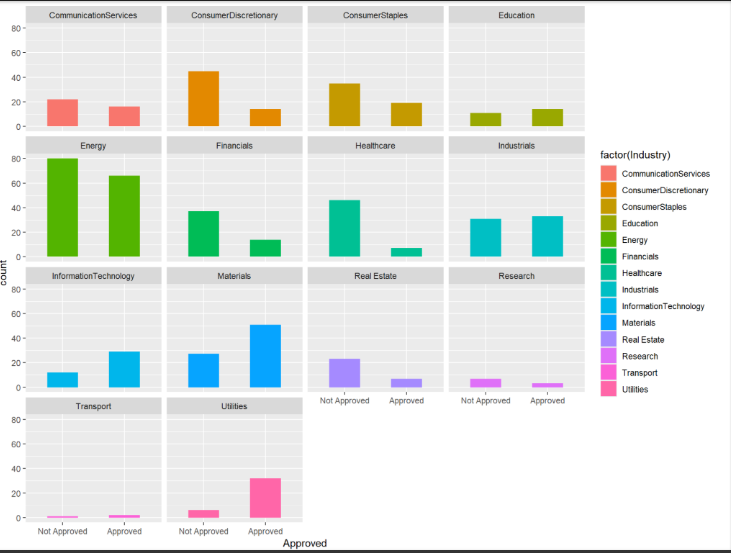 CommunicationServices
ConsumerDiscretionary
ConsumerStaples
Education
80
60
40
20
0
Energy
Financials
Healthcare
Industrials
80
60
40
20
0
InformationTechnology
Materials
Real Estate
Research
80
60
40
20
0
Not Approved
Approved
Not Approved
Approved
Transport
Utilities
80
60
40
20
0
Not Approved
Approved
Not Approved
Approved
count
Approved
factor(Industry)
CommunicationServices
ConsumerDiscretionary
ConsumerStaples
Education
Energy
Financials
Healthcare
Industrials
InformationTechnology
Materials
Real Estate
Research
Transport
Utilities